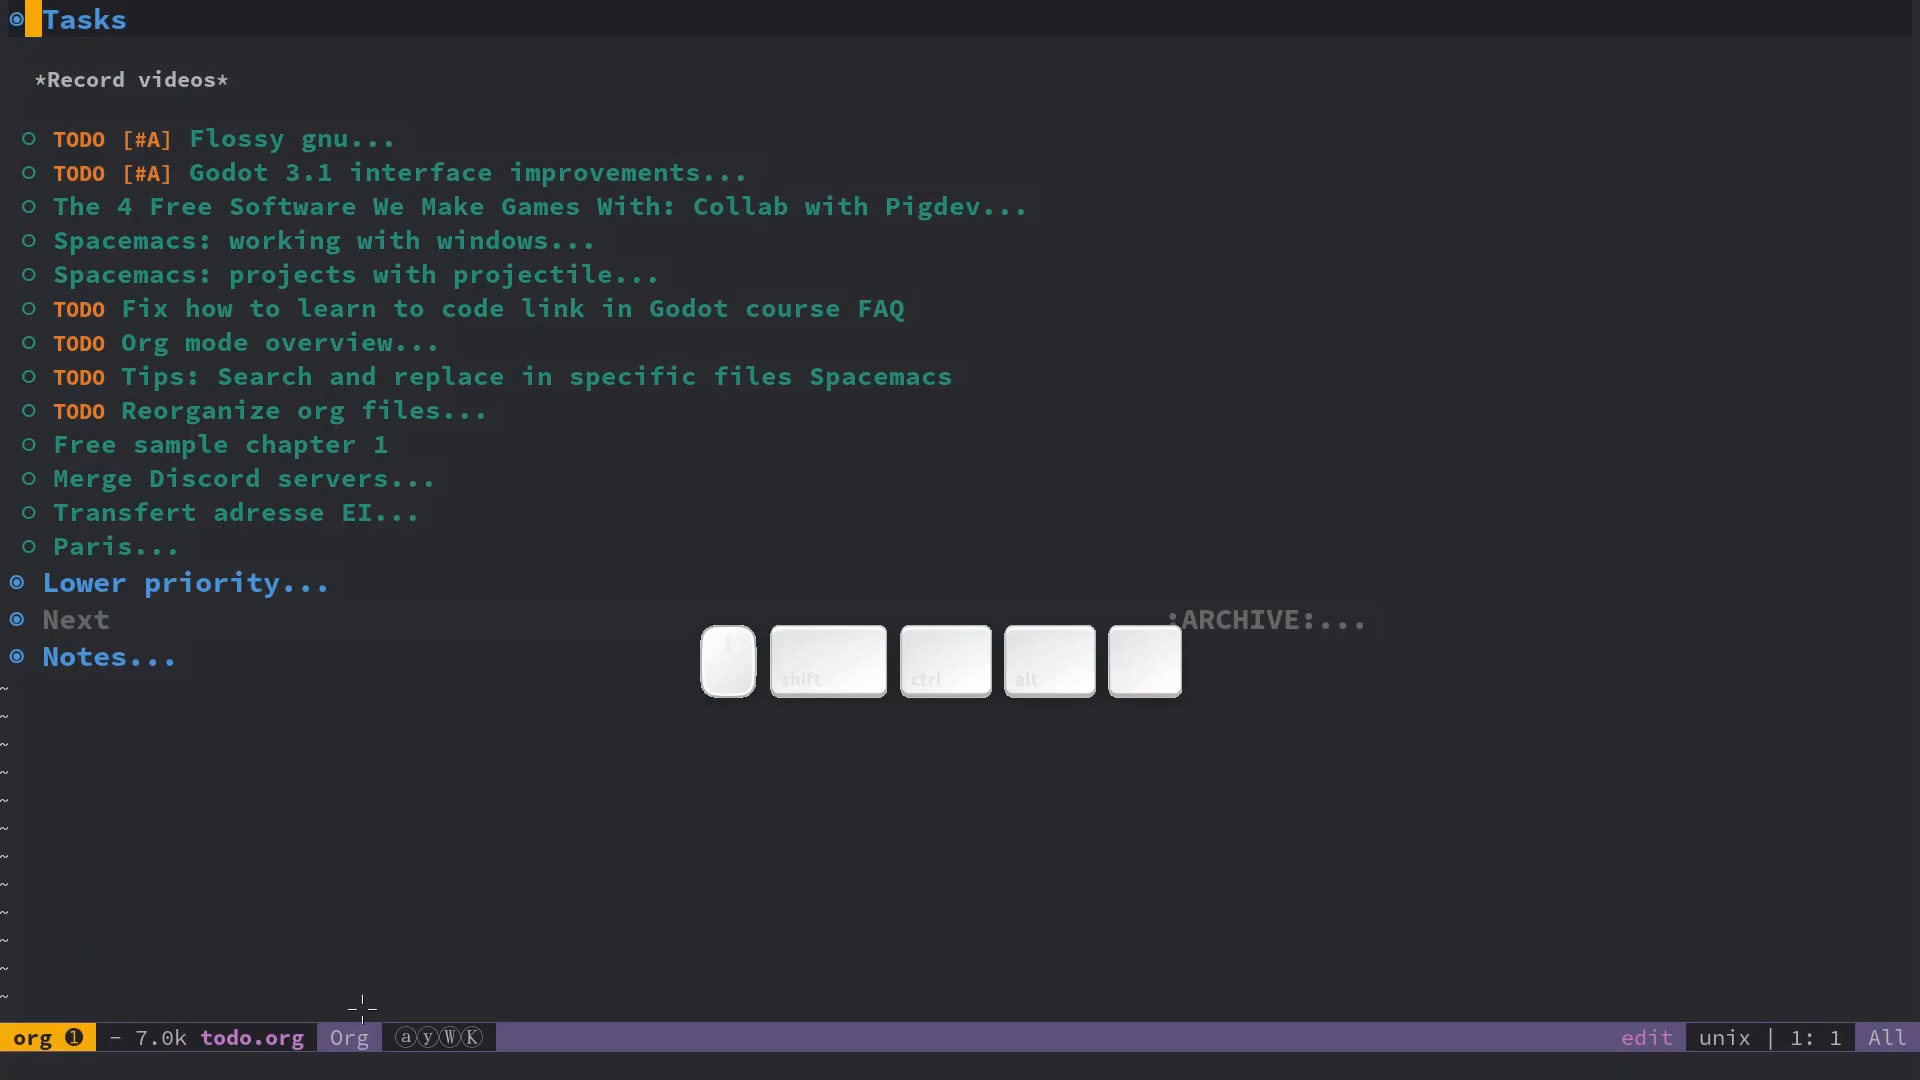 Tasks
*Record videos*
TODO [#A] Flossy gnu...
TODO [#A] Godot 3.1 interface improvements...
The 4 Free Software We Make Games With: Collab with Pigdev...
Spacemacs: working with windows...
Spacemacs: projects with projectile...
TODO Fix how to learn to code link in Godot course FAQ
TODO Org mode overview...
TODO Tips: Search and replace in specific files Spacemacs
TODO Reorganize org files...
Free sample chapter 1
Merge Discord servers...
Transfert adresse EI...
Paris...
Lower priority...
Next :ARCHIVE:...
Notes...
shift ctrl alt
~
~
~
~
~
~
~
~
~
~
~
~
org ❶ - 7.0k todo.org Org ⓐⓨⓌⓀ edit unix | 1: 1 All